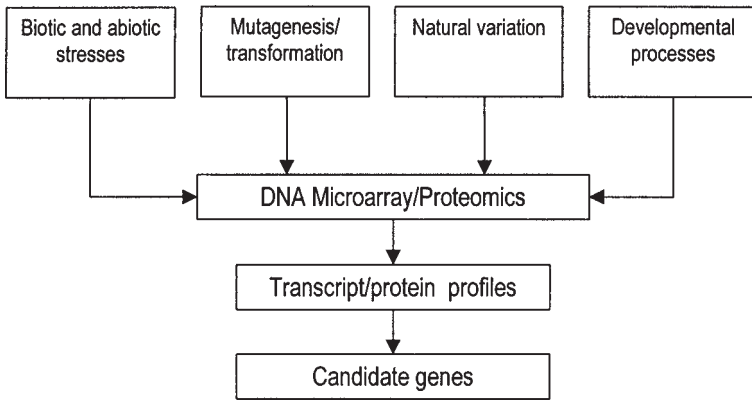 Biotic and abiotic
stresses
Mutagenesis/
transformation
Natural variation
Developmental
processes
DNA Microarray/Proteomics
Transcript/protein profiles
Candidate genes